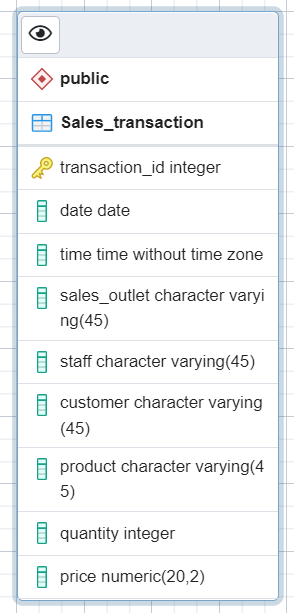 public
Sales_transaction
transaction_id integer
date date
time time without time zone
sales_outlet character varyi
ng(45)
staff character varying(45)
customer character varying
(45)
product character varying(4
5)
quantity integer
price numeric(20,2)